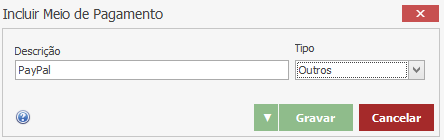 Incluir Meio de Pagamento
Descrição
Tipo
PayPal
Outros
Gravar
Cancelar